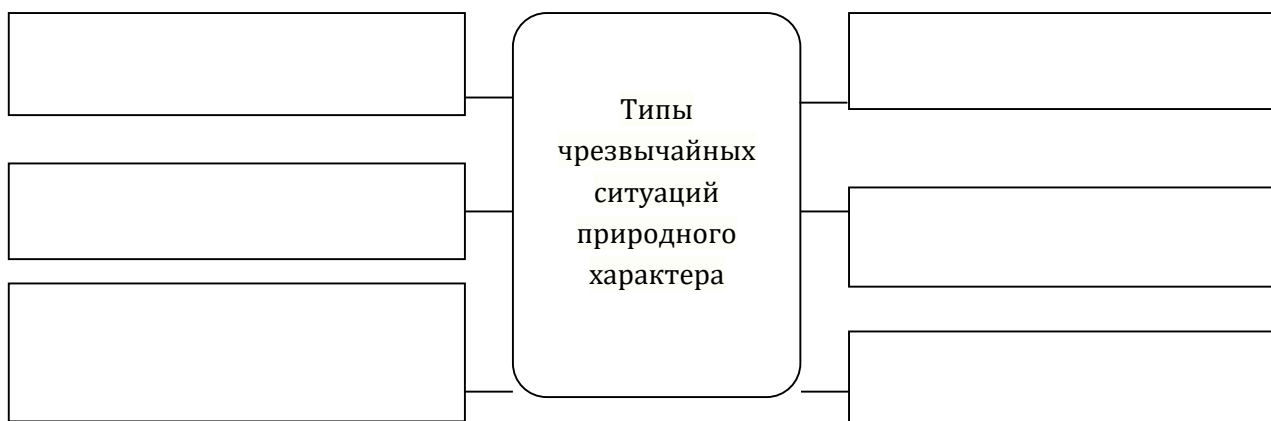 Типы
чрезвычайных
ситуаций
природного
характера